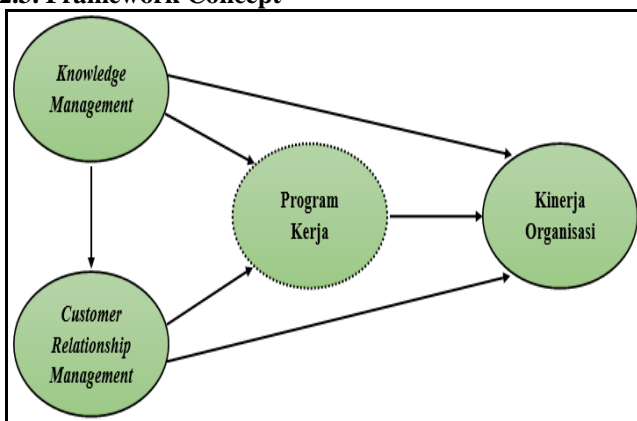 2.3. Framework Concept
Knowledge
Management
Program
Kerja
Kinerja
Organisasi
Customer
Relationship
Management